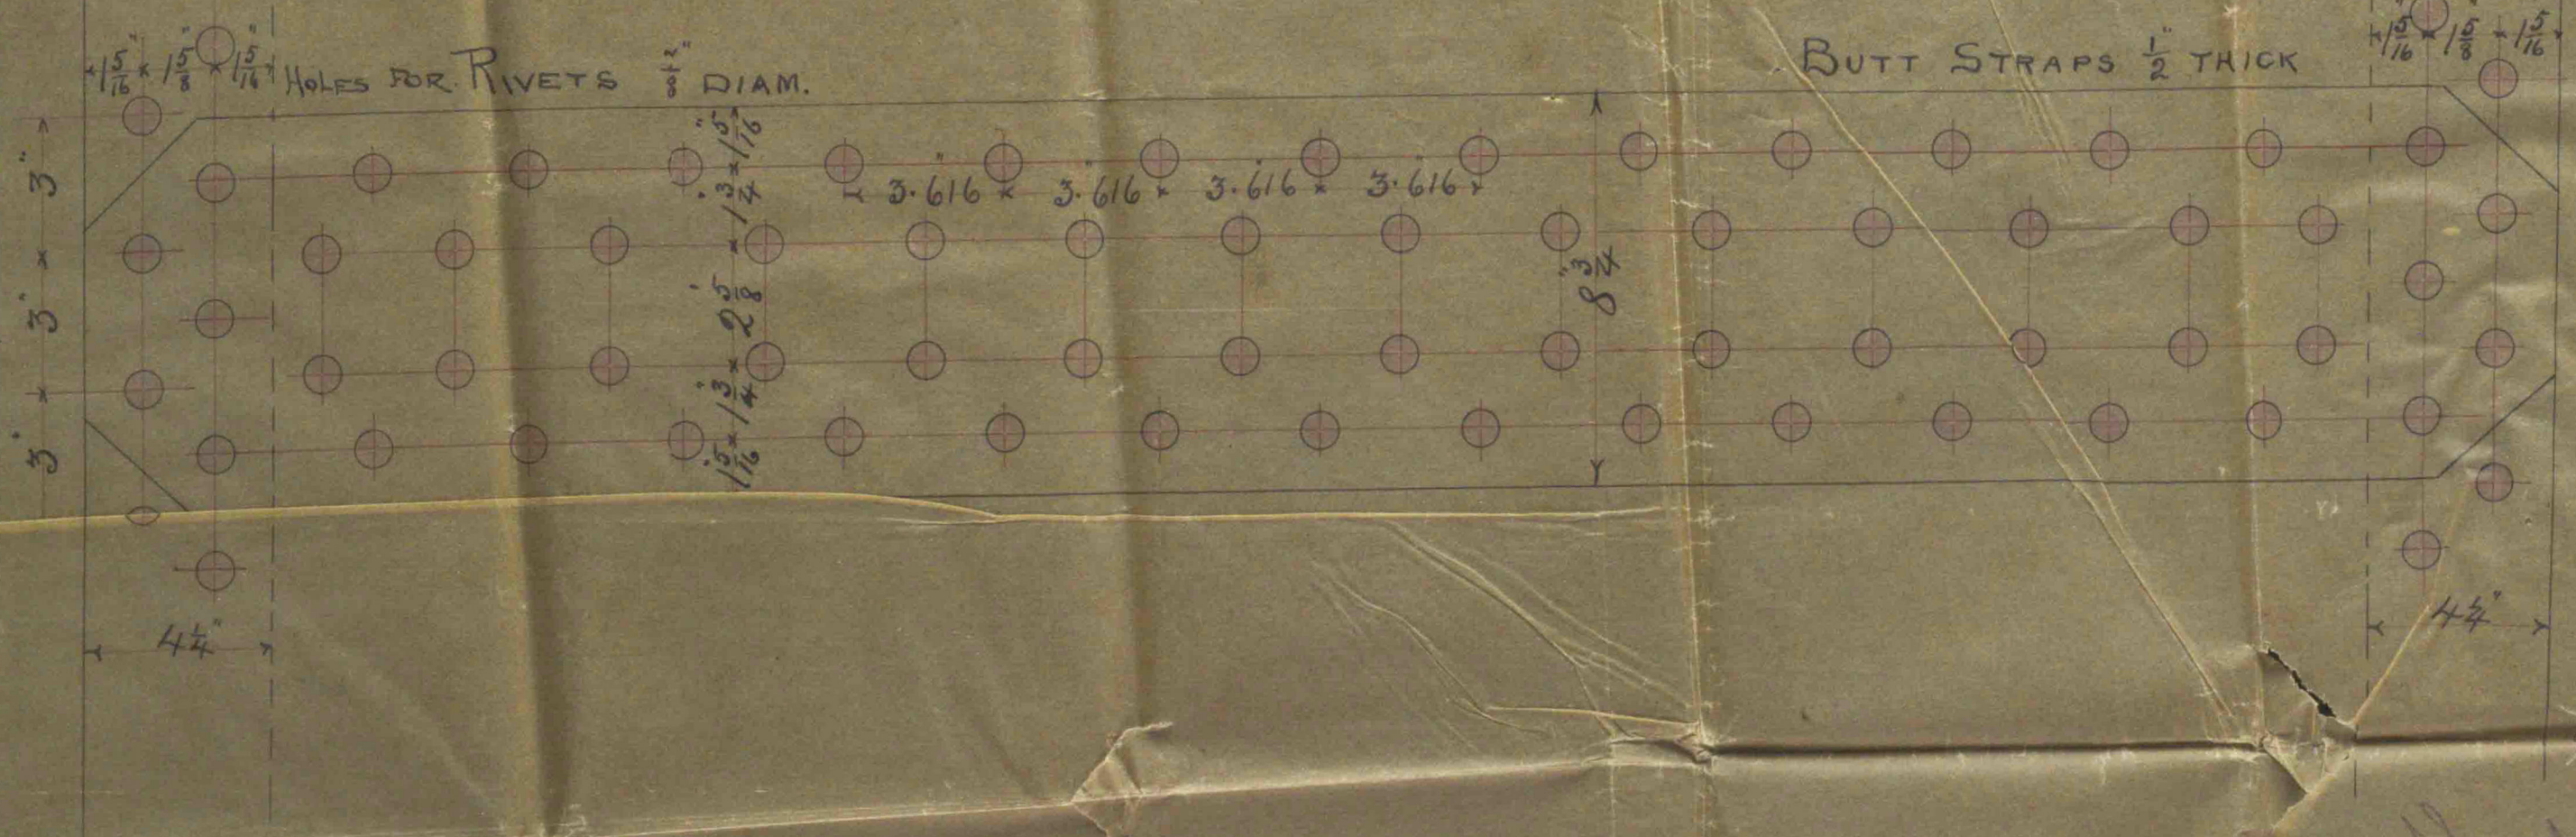 1 5/16" × 1 5/8" × 1 5/16"
HOLES FOR RIVETS 7/8" DIAM.
BUTT STRAPS 1/2" THICK
1 5/16 × 1 5/8" × 1 5/16"
3"
3"
3"
3.616" × 3.616" × 3.616" × 3.616"
1 5/16" × 1 3/4" × 2 5/8" × 1 3/4" × 1 5/16"
8 3/4"
4 1/4"
4 1/4"